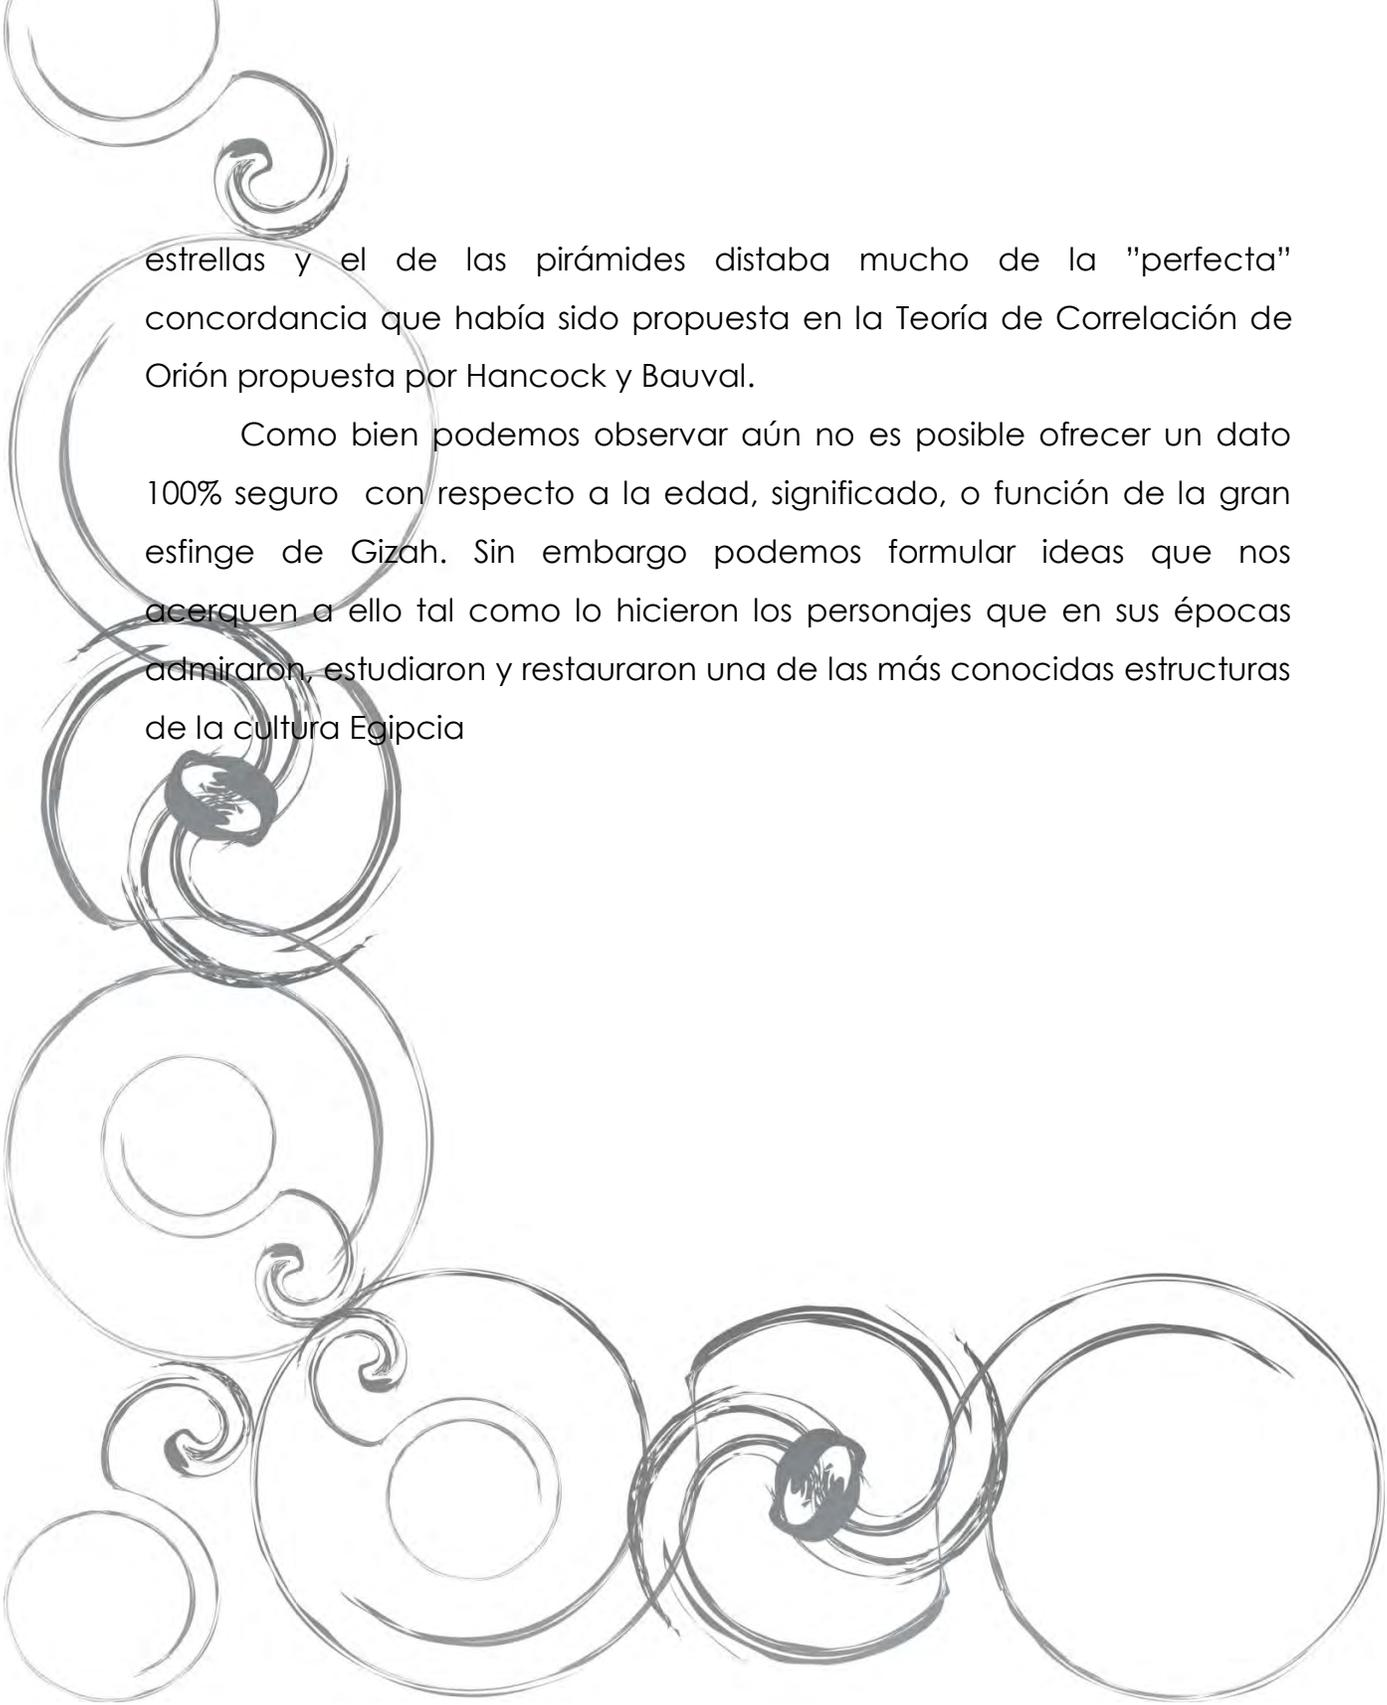 estrellas y el de las pirámides distaba mucho de la ”perfecta”
concordancia que había sido propuesta en la Teoría de Correlación de
Orión propuesta por Hancock y Bauval.
Como bien podemos observar aún no es posible ofrecer un dato
100% seguro  con respecto a la edad, significado, o función de la gran
esfinge de Gizah. Sin embargo podemos formular ideas que nos
acerquen a ello tal como lo hicieron los personajes que en sus épocas
admiraron, estudiaron y restauraron una de las más conocidas estructuras
de la cultura Egipcia